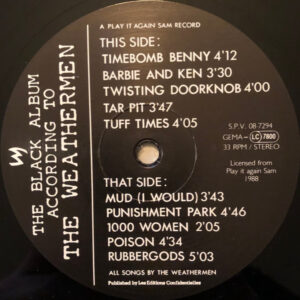 A PLAY IT AGAIN SAM RECORD
THE BLACK ALBUM
ACCORDING TO
THE WEATHERMEN
THIS SIDE:
TIMEBOMB BENNY 4'12
BARBIE AND KEN 3'30
TWISTING DOORKNOB 4'00
TAR PIT 3'47
TUFF TIMES 4'05
S.P.V. 08-7294
GEMA LC 7800
33 RPM / STEREO
Licensed from
Play it again Sam
1988
THAT SIDE:
MUD (I WOULD) 3'43
PUNISHMENT PARK 4'46
1000 WOMEN 2'05
POISON 4'34
RUBBERGODS 5'03
ALL SONGS BY THE WEATHERMEN
Published by Les Editions Confidentielles